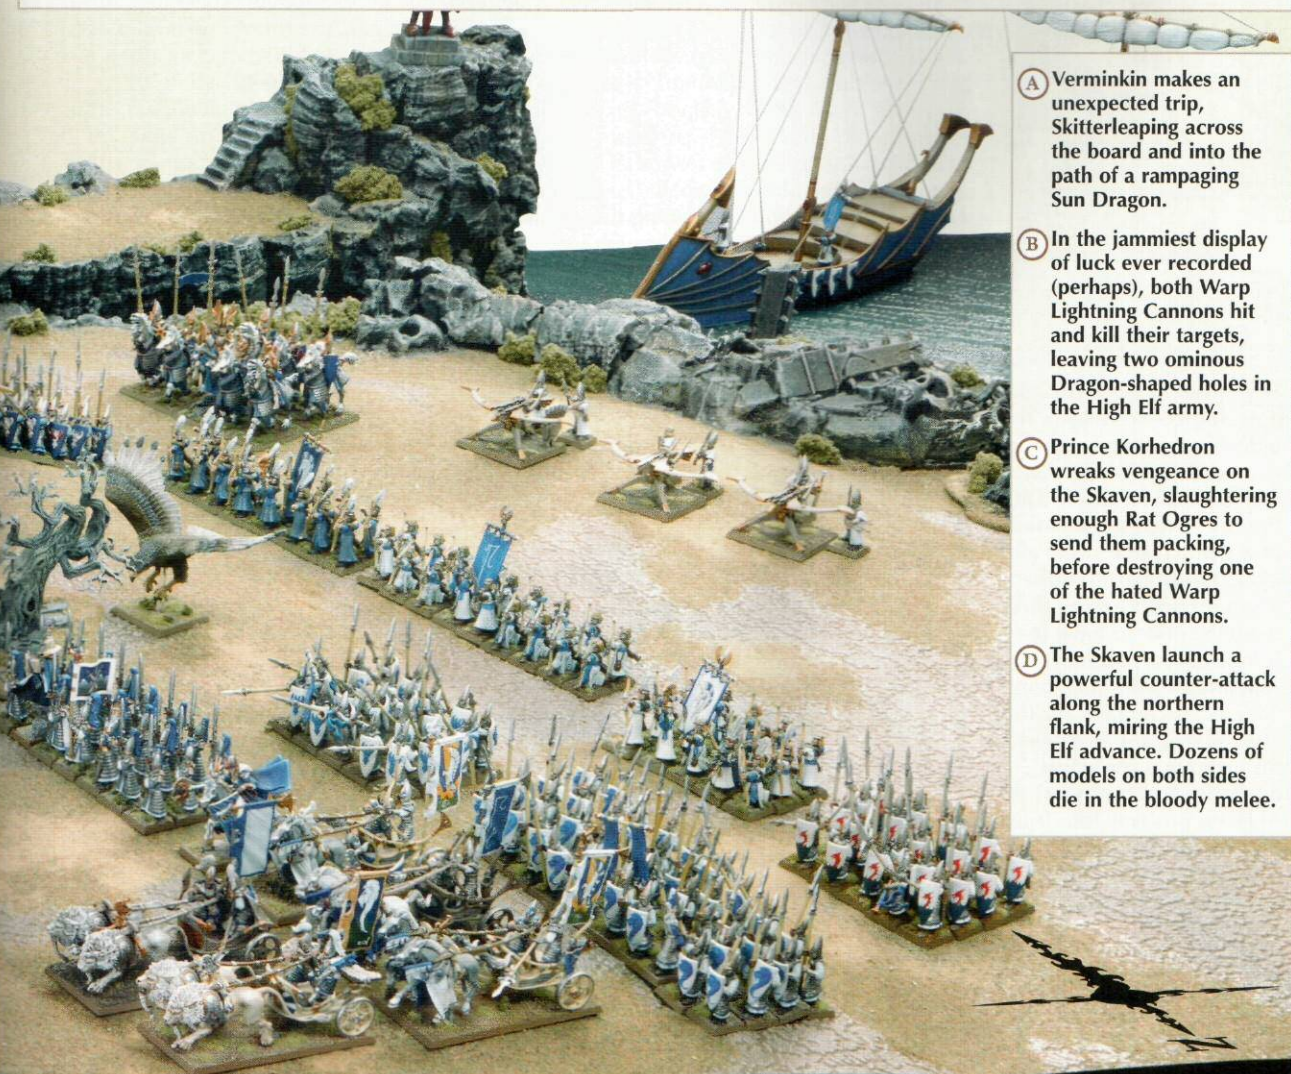 A Verminkin makes an
unexpected trip,
Skitterleaping across
the board and into the
path of a rampaging
Sun Dragon.
B In the jammiest display
of luck ever recorded
(perhaps), both Warp
Lightning Cannons hit
and kill their targets,
leaving two ominous
Dragon-shaped holes in
the High Elf army.
C Prince Korhedron
wreaks vengeance on
the Skaven, slaughtering
enough Rat Ogres to
send them packing,
before destroying one
of the hated Warp
Lightning Cannons.
D The Skaven launch a
powerful counter-attack
along the northern
flank, miring the High
Elf advance. Dozens of
models on both sides
die in the bloody melee.
N